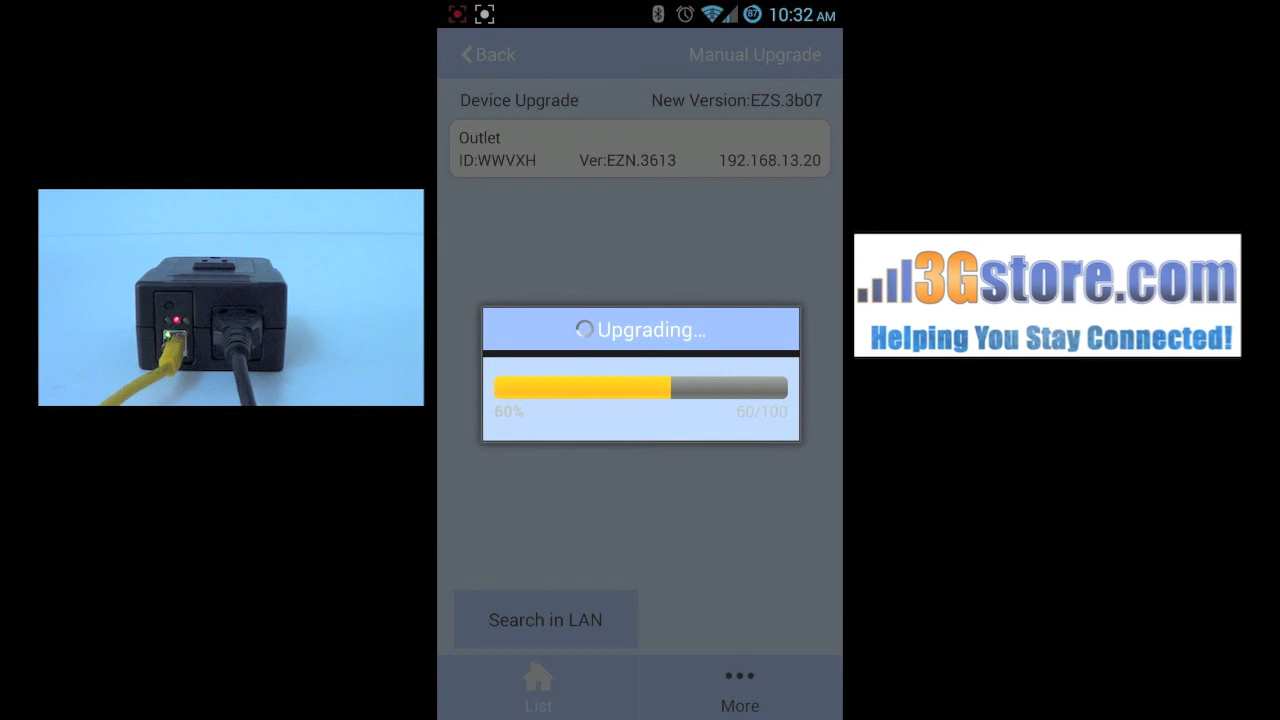 87 10:32 AM
Back Manual Upgrade
Device Upgrade New Version:EZS.3b07
Outlet
ID:WWVXH Ver:EZN.3613 192.168.13.20
Upgrading...
60% 60/100
Search in LAN
List More
3Gstore.com
Helping You Stay Connected!